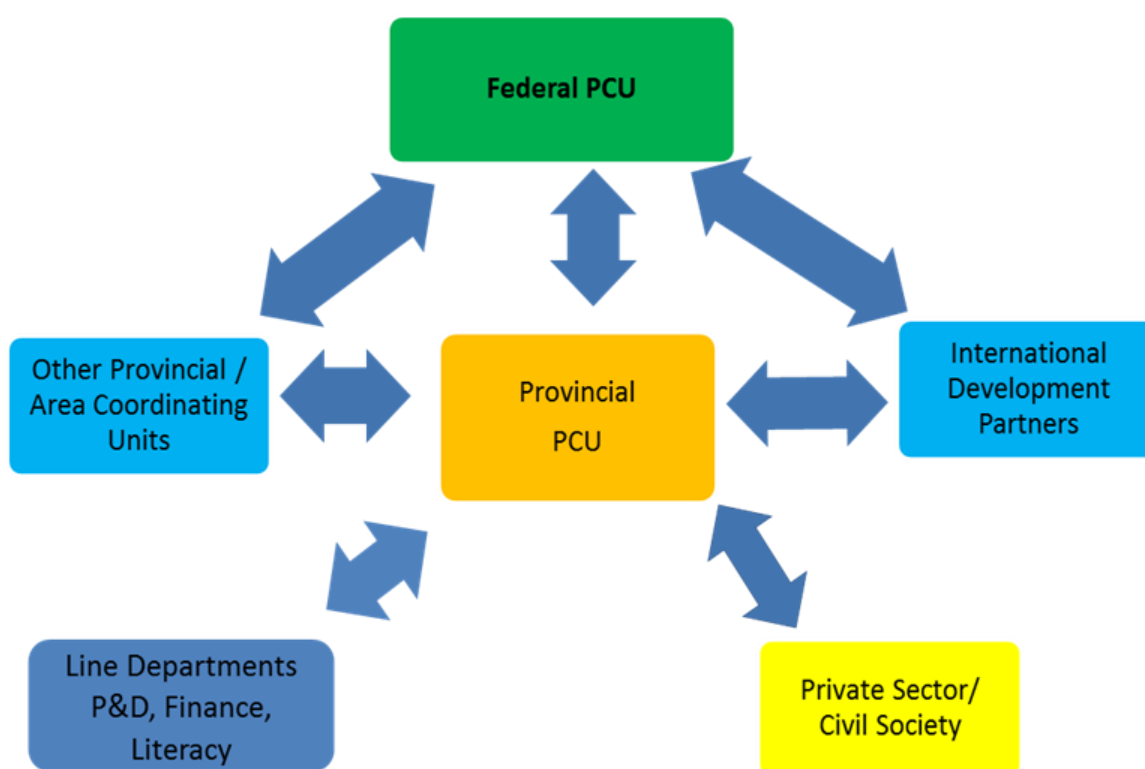 Federal PCU
Other Provincial /
Area Coordinating
Units
Provincial
PCU
International
Development
Partners
Line Departments
P&D, Finance,
Literacy
Private Sector/
Civil Society